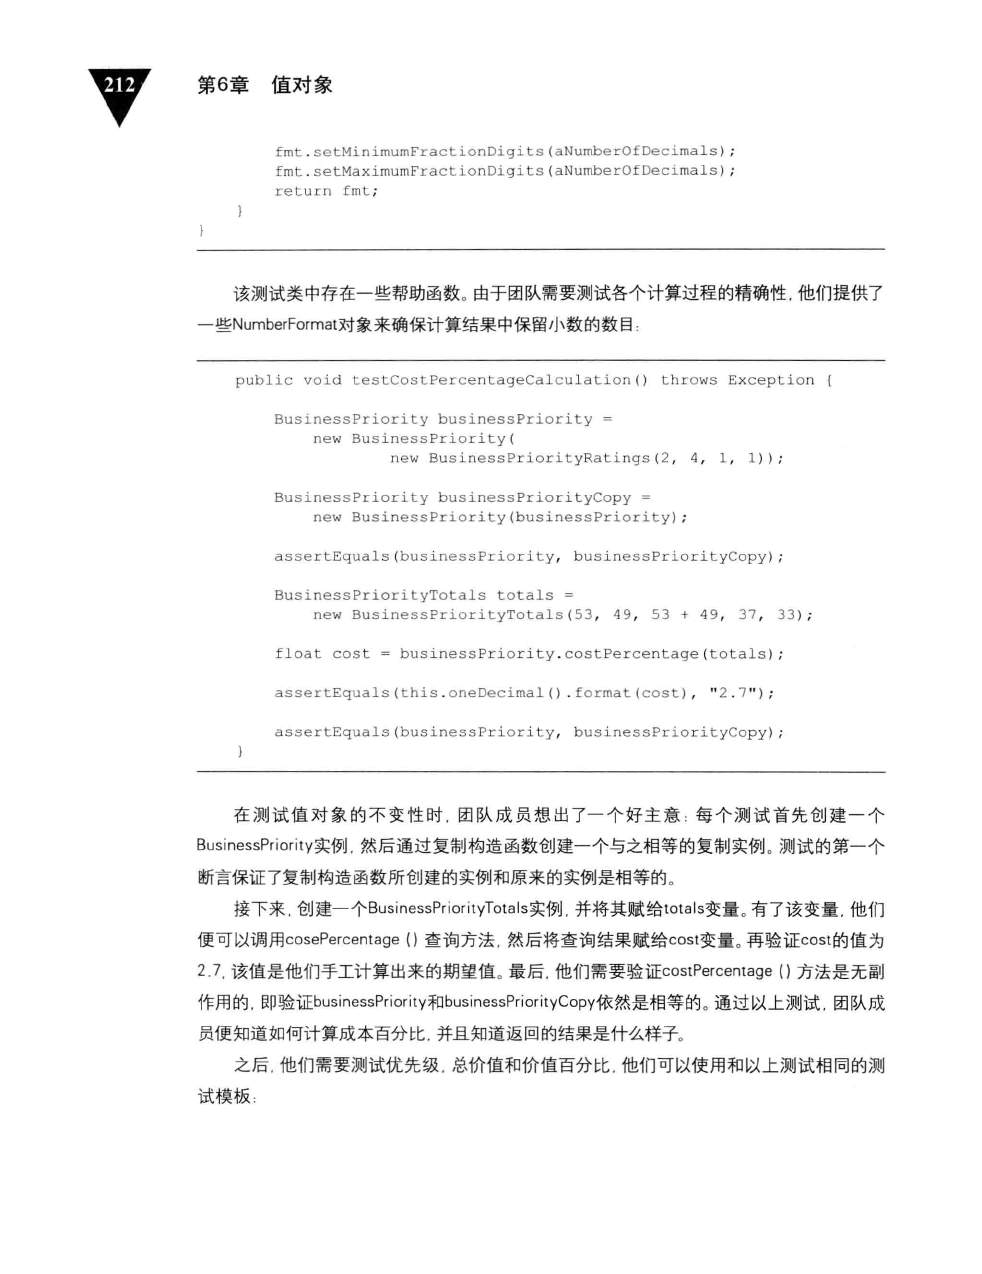 212
第6章 值对象
fmt.setMinimumFractionDigits(aNumberOfDecimals);
fmt.setMaximumFractionDigits(aNumberOfDecimals);
return fmt;
}
}
该测试类中存在一些帮助函数。由于团队需要测试各个计算过程的精确性，他们提供了
一些NumberFormat对象来确保计算结果中保留小数的数目：
public void testCostPercentageCalculation() throws Exception {
BusinessPriority businessPriority =
new BusinessPriority(
new BusinessPriorityRatings(2, 4, 1, 1));
BusinessPriority businessPriorityCopy =
new BusinessPriority(businessPriority);
assertEquals(businessPriority, businessPriorityCopy);
BusinessPriorityTotals totals =
new BusinessPriorityTotals(53, 49, 53 + 49, 37, 33);
float cost = businessPriority.costPercentage(totals);
assertEquals(this.oneDecimal().format(cost), "2.7");
assertEquals(businessPriority, businessPriorityCopy);
}
在测试值对象的不变性时，团队成员想出了一个好主意：每个测试首先创建一个
BusinessPriority实例，然后通过复制构造函数创建一个与之相等的复制实例。测试的第一个
断言保证了复制构造函数所创建的实例和原来的实例是相等的。
接下来，创建一个BusinessPriorityTotals实例，并将其赋给totals变量。有了该变量，他们
便可以调用cosePercentage () 查询方法，然后将查询结果赋给cost变量。再验证cost的值为
2.7，该值是他们手工计算出来的期望值。最后，他们需要验证costPercentage () 方法是无副
作用的，即验证businessPriority和businessPriorityCopy依然是相等的。通过以上测试，团队成
员便知道如何计算成本百分比，并且知道返回的结果是什么样子。
之后，他们需要测试优先级，总价值和价值百分比，他们可以使用和以上测试相同的测
试模板：